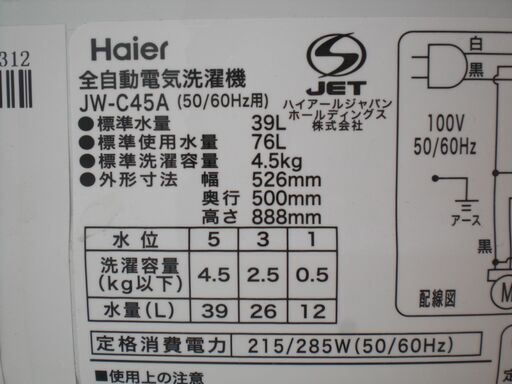 312
Haier
全自動電気洗濯機
JW-C45A (50/60Hz用)
S
JET
ハイアールジャパン
ホールディングス
株式会社
●標準水量 39L
●標準使用水量 76L
●標準洗濯容量 4.5kg
●外形寸法 幅 526mm
奥行 500mm
高さ 888mm
水位 5 3 1
洗濯容量(kg以下) 4.5 2.5 0.5
水量(L) 39 26 12
定格消費電力 215/285W(50/60Hz)
■使用上の注意
白
黒
100V
50/60Hz
アース
黒
配線図
M